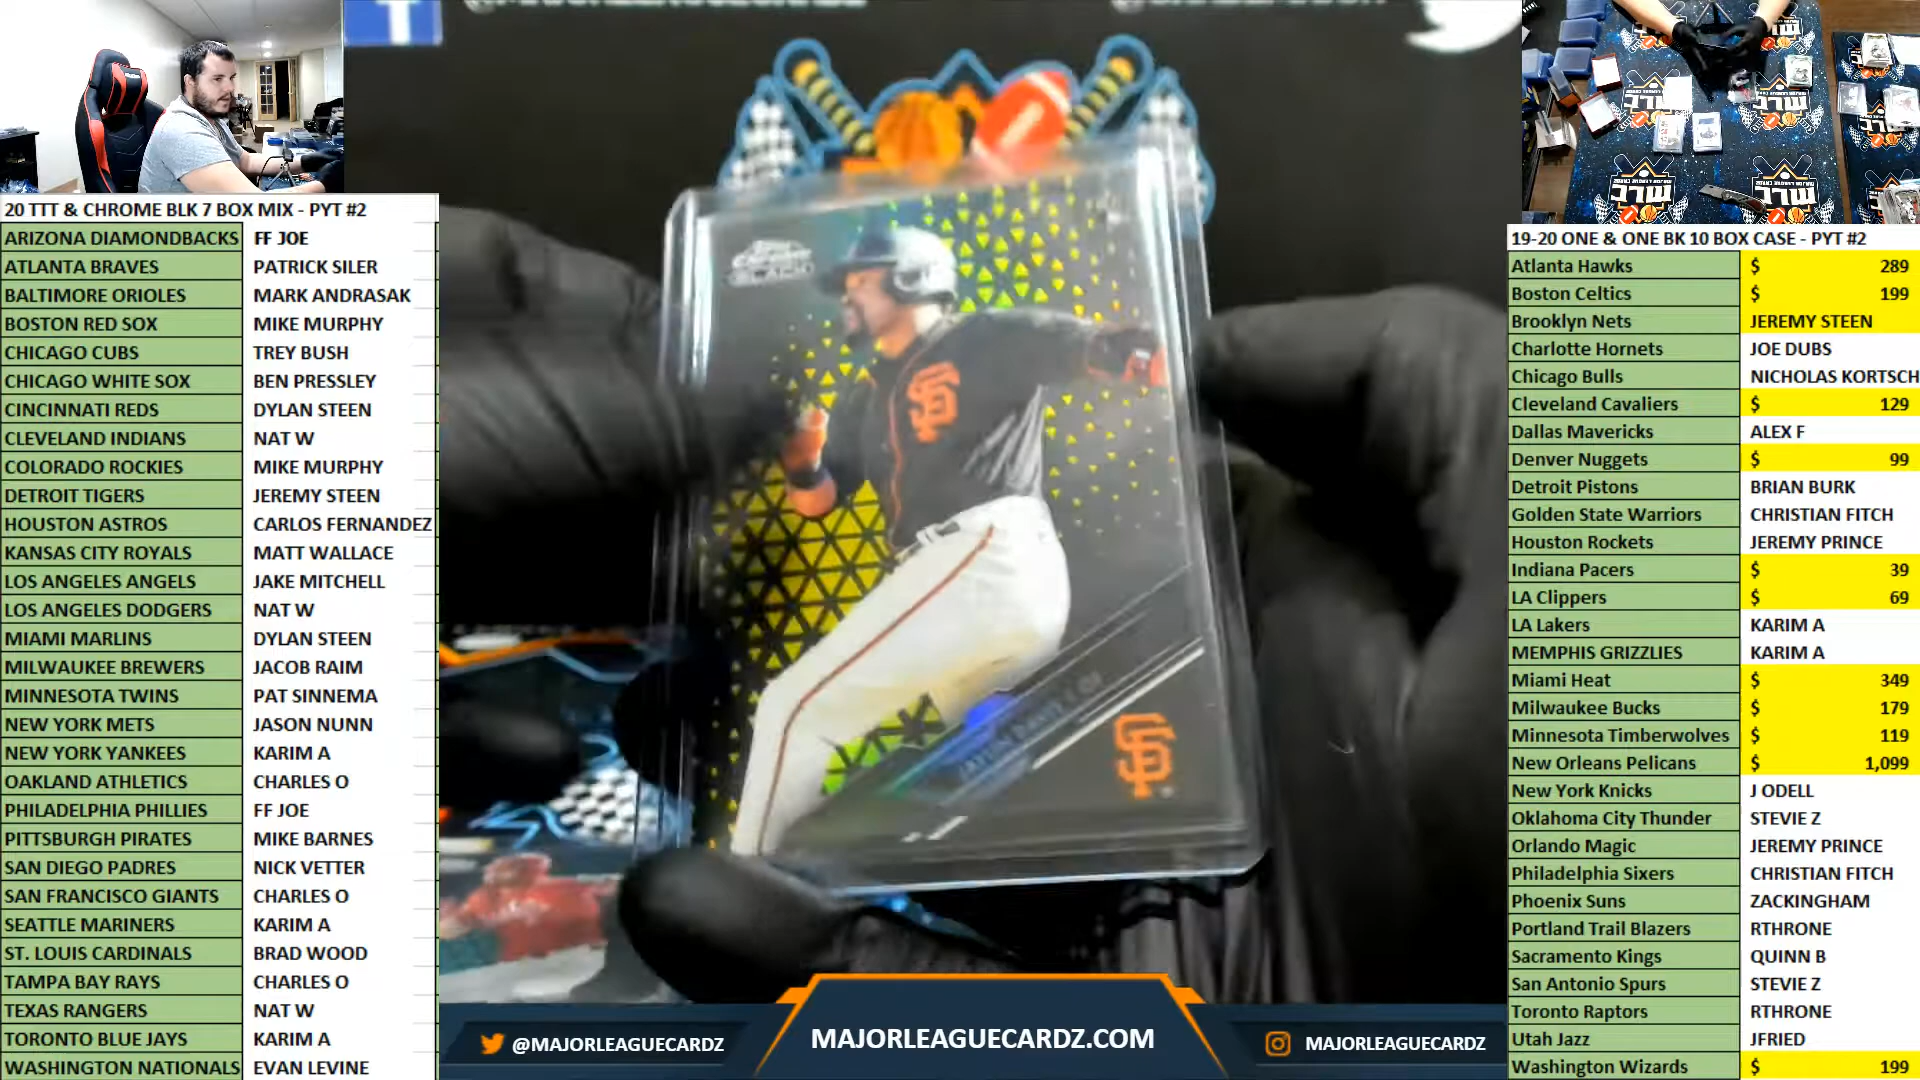 20 TTT & CHROME BLK 7 BOX MIX - PYT #2
ARIZONA DIAMONDBACKS FF JOE
ATLANTA BRAVES PATRICK SILER
BALTIMORE ORIOLES MARK ANDRASAK
BOSTON RED SOX MIKE MURPHY
CHICAGO CUBS TREY BUSH
CHICAGO WHITE SOX BEN PRESSLEY
CINCINNATI REDS DYLAN STEEN
CLEVELAND INDIANS NAT W
COLORADO ROCKIES MIKE MURPHY
DETROIT TIGERS JEREMY STEEN
HOUSTON ASTROS CARLOS FERNANDEZ
KANSAS CITY ROYALS MATT WALLACE
LOS ANGELES ANGELS JAKE MITCHELL
LOS ANGELES DODGERS NAT W
MIAMI MARLINS DYLAN STEEN
MILWAUKEE BREWERS JACOB RAIM
MINNESOTA TWINS PAT SINNEMA
NEW YORK METS JASON NUNN
NEW YORK YANKEES KARIM A
OAKLAND ATHLETICS CHARLES O
PHILADELPHIA PHILLIES FF JOE
PITTSBURGH PIRATES MIKE BARNES
SAN DIEGO PADRES NICK VETTER
SAN FRANCISCO GIANTS CHARLES O
SEATTLE MARINERS KARIM A
ST. LOUIS CARDINALS BRAD WOOD
TAMPA BAY RAYS CHARLES O
TEXAS RANGERS NAT W
TORONTO BLUE JAYS KARIM A
WASHINGTON NATIONALS EVAN LEVINE
SF
SF
@MAJORLEAGUECARDZ
MAJORLEAGUECARDZ.COM
MAJORLEAGUECARDZ
19-20 ONE & ONE BK 10 BOX CASE - PYT #2
Atlanta Hawks $ 289
Boston Celtics $ 199
Brooklyn Nets JEREMY STEEN
Charlotte Hornets JOE DUBS
Chicago Bulls NICHOLAS KORTSCH
Cleveland Cavaliers $ 129
Dallas Mavericks ALEX F
Denver Nuggets $ 99
Detroit Pistons BRIAN BURK
Golden State Warriors CHRISTIAN FITCH
Houston Rockets JEREMY PRINCE
Indiana Pacers $ 39
LA Clippers $ 69
LA Lakers KARIM A
MEMPHIS GRIZZLIES KARIM A
Miami Heat $ 349
Milwaukee Bucks $ 179
Minnesota Timberwolves $ 119
New Orleans Pelicans $ 1,099
New York Knicks J ODELL
Oklahoma City Thunder STEVIE Z
Orlando Magic JEREMY PRINCE
Philadelphia Sixers CHRISTIAN FITCH
Phoenix Suns ZACKINGHAM
Portland Trail Blazers RTHRONE
Sacramento Kings QUINN B
San Antonio Spurs STEVIE Z
Toronto Raptors RTHRONE
Utah Jazz JFRIED
Washington Wizards $ 199